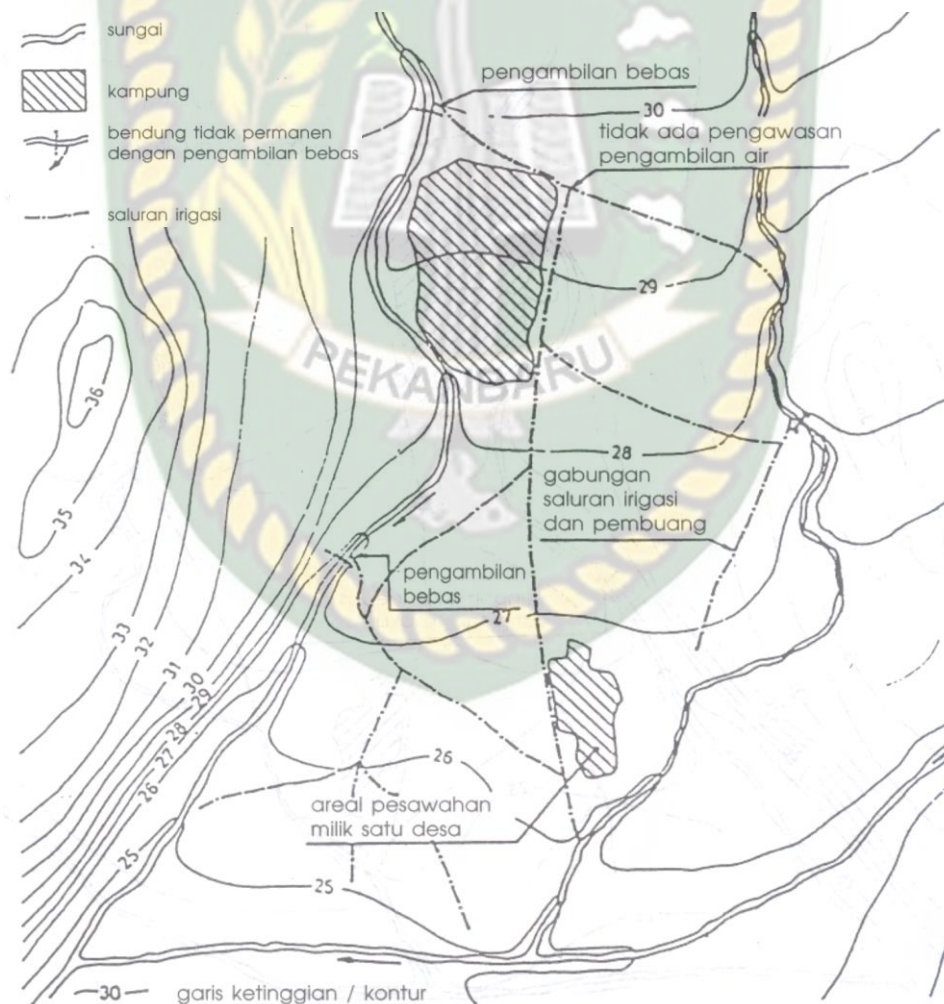 sungai
kampung
bendung tidak permanen
dengan pengambilan bebas
saluran irigasi
pengambilan bebas
30
tidak ada pengawasan
pengambilan air
29
PEKANBARU
36
28
gabungan
saluran irigasi
dan pembuang
35
34
pengambilan
bebas
27
33
32
31
30
29
28
27
26
26
areal pesawahan
milik satu desa
25
25
30 garis ketinggian / kontur